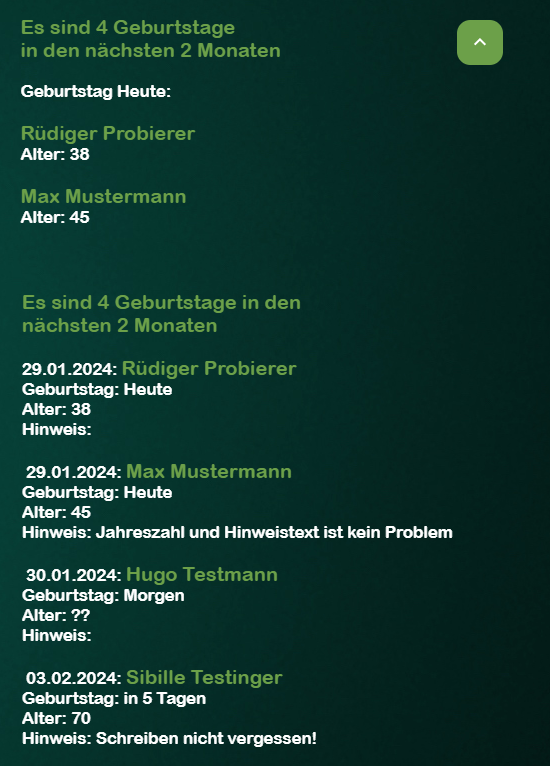 Es sind 4 Geburtstage
in den nächsten 2 Monaten
Geburtstag Heute:
Rüdiger Probierer
Alter: 38
Max Mustermann
Alter: 45
Es sind 4 Geburtstage in den
nächsten 2 Monaten
29.01.2024: Rüdiger Probierer
Geburtstag: Heute
Alter: 38
Hinweis:
29.01.2024: Max Mustermann
Geburtstag: Heute
Alter: 45
Hinweis: Jahreszahl und Hinweistext ist kein Problem
30.01.2024: Hugo Testmann
Geburtstag: Morgen
Alter: ??
Hinweis:
03.02.2024: Sibille Testinger
Geburtstag: in 5 Tagen
Alter: 70
Hinweis: Schreiben nicht vergessen!